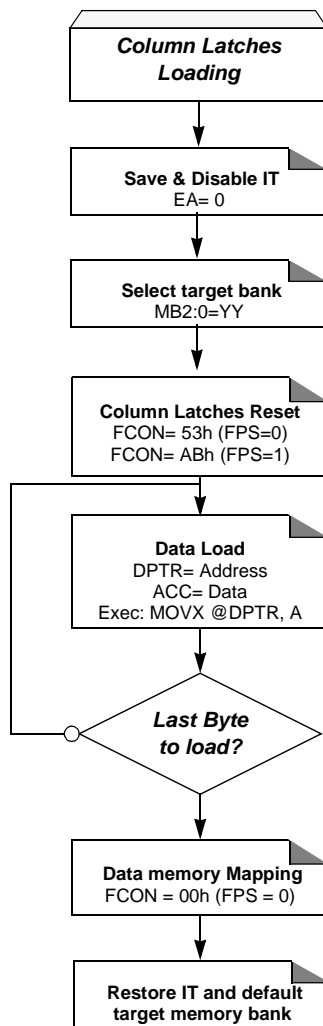 Column Latches
Loading
Save & Disable IT
EA= 0
Select target bank
MB2:0=YY
Column Latches Reset
FCON= 53h (FPS=0)
FCON= ABh (FPS=1)
Data Load
DPTR= Address
ACC= Data
Exec: MOVX @DPTR, A
Last Byte
to load?
Data memory Mapping
FCON = 00h (FPS = 0)
Restore IT and default
target memory bank